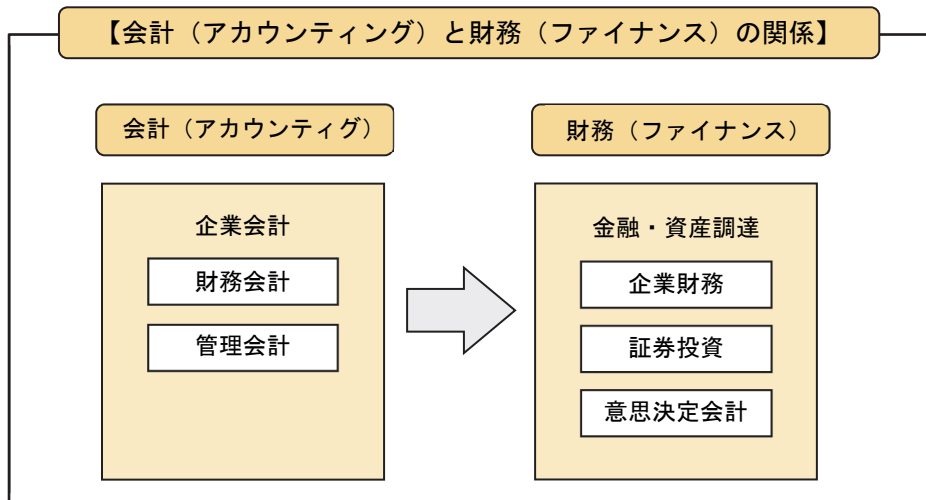 【会計（アカウンティング）と財務（ファイナンス）の関係】
会計（アカウンティグ）
企業会計
財務会計
管理会計
財務（ファイナンス）
金融・資産調達
企業財務
証券投資
意思決定会計